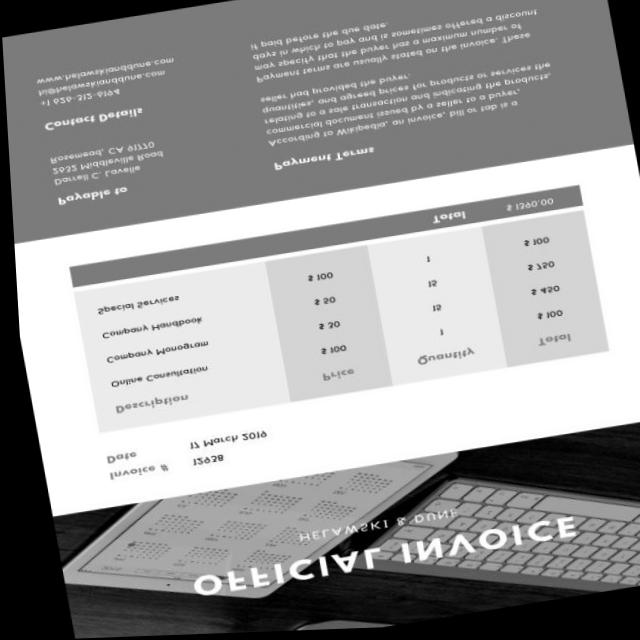 OFFICIAL INVOICE
HELAWSKI & DUNE
Invoice # 12938
Date 17 March 2019
Description Price Quantity Total
Online Consultation $ 100 1 $ 100
Company Monogram $ 30 15 $ 450
Company Handbook $ 50 15 $ 750
Special Services $ 100 1 $ 100
Total $ 1390.00
Payable to
Darrell C. Lavelle
2632 Middleville Road
Rosemead, CA 91770
Contact Details
+1 626-312-6194
hi@helawskianddune.com
www.helawskianddune.com
Payment Terms
According to Wikipedia, an invoice, bill or tab is a
commercial document issued by a seller to a buyer,
relating to a sale transaction and indicating the products,
quantities, and agreed prices for products or services the
seller had provided the buyer.
Payment terms are usually stated on the invoice. These
may specify that the buyer has a maximum number of
days in which to pay and is sometimes offered a discount
if paid before the due date.